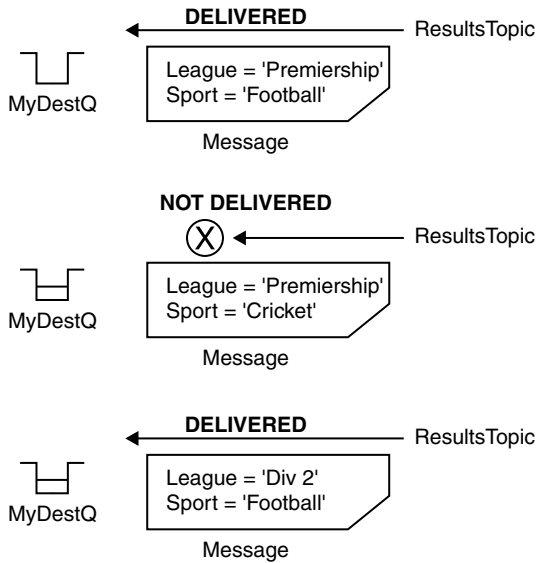 DELIVERED
ResultsTopic
League = 'Premiership'
Sport = 'Football'
MyDestQ
Message
NOT DELIVERED
X
ResultsTopic
League = 'Premiership'
Sport = 'Cricket'
MyDestQ
Message
DELIVERED
ResultsTopic
League = 'Div 2'
Sport = 'Football'
MyDestQ
Message